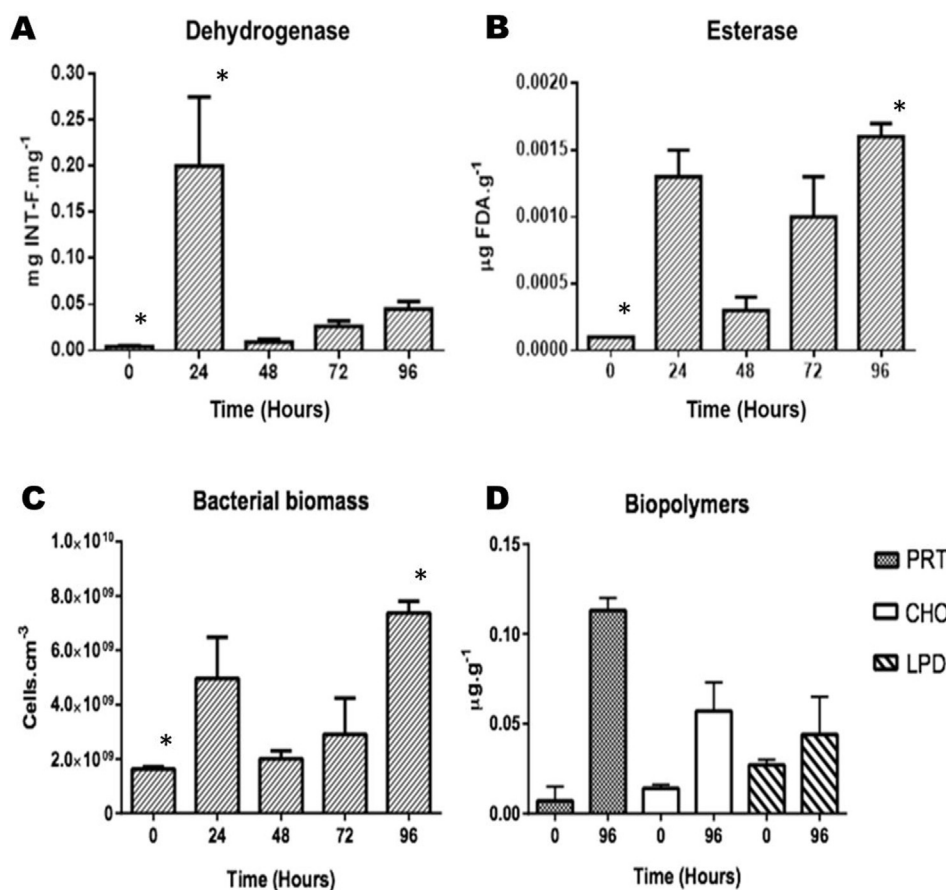 A
Dehydrogenase
mg INT-F.mg⁻¹
0.30
0.25
0.20
0.15
0.10
0.05
0.00
*
*
0 24 48 72 96
Time (Hours)
B
Esterase
µg FDA.g⁻¹
0.0020
0.0015
0.0010
0.0005
0.0000
*
*
0 24 48 72 96
Time (Hours)
C
Bacterial biomass
Cells.cm⁻³
1.0×10¹⁰
8.0×10⁰⁹
6.0×10⁰⁹
4.0×10⁰⁹
2.0×10⁰⁹
0
*
*
0 24 48 72 96
Time (Hours)
D
Biopolymers
µg.g⁻¹
0.15
0.10
0.05
0.00
0 96 0 96 0 96
Time (Hours)
PRT
CHO
LPD